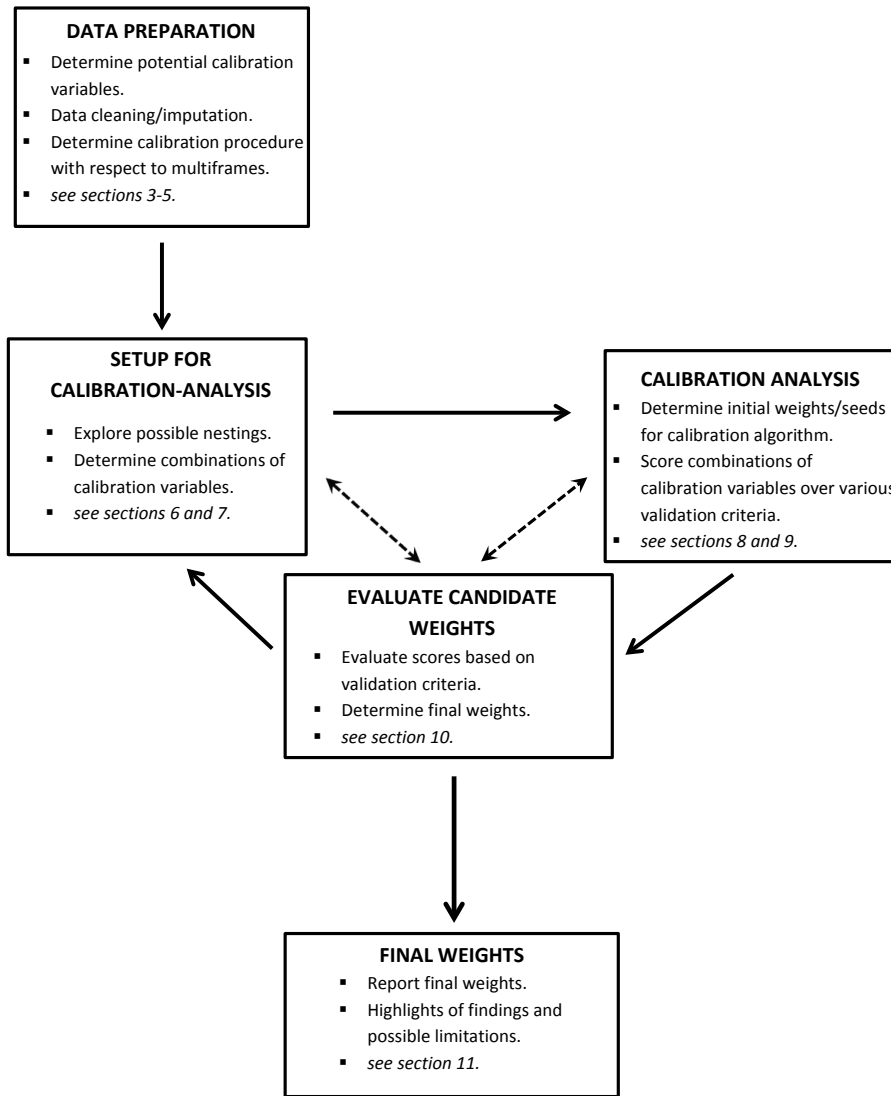 DATA PREPARATION
▪ Determine potential calibration
variables.
▪ Data cleaning/imputation.
▪ Determine calibration procedure
with respect to multiframes.
▪ see sections 3-5.
SETUP FOR
CALIBRATION-ANALYSIS
▪ Explore possible nestings.
▪ Determine combinations of
calibration variables.
▪ see sections 6 and 7.
CALIBRATION ANALYSIS
▪ Determine initial weights/seeds
for calibration algorithm.
▪ Score combinations of
calibration variables over various
validation criteria.
▪ see sections 8 and 9.
EVALUATE CANDIDATE
WEIGHTS
▪ Evaluate scores based on
validation criteria.
▪ Determine final weights.
▪ see section 10.
FINAL WEIGHTS
▪ Report final weights.
▪ Highlights of findings and
possible limitations.
▪ see section 11.